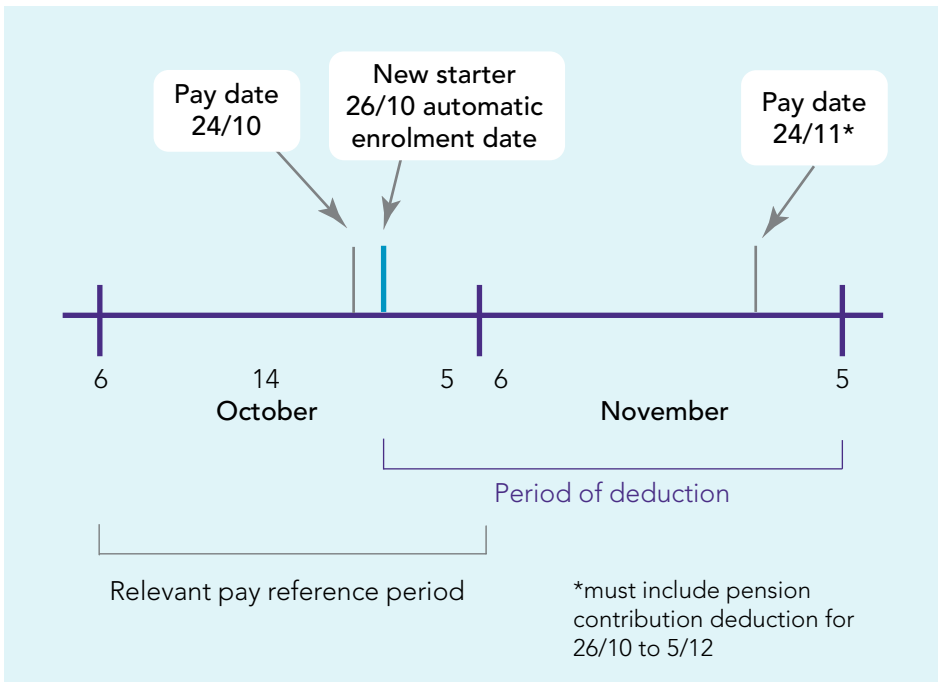 Pay date
24/10
New starter
26/10 automatic
enrolment date
Pay date
24/11*
6 14 5 6 5
October November
Period of deduction
Relevant pay reference period
*must include pension
contribution deduction for
26/10 to 5/12